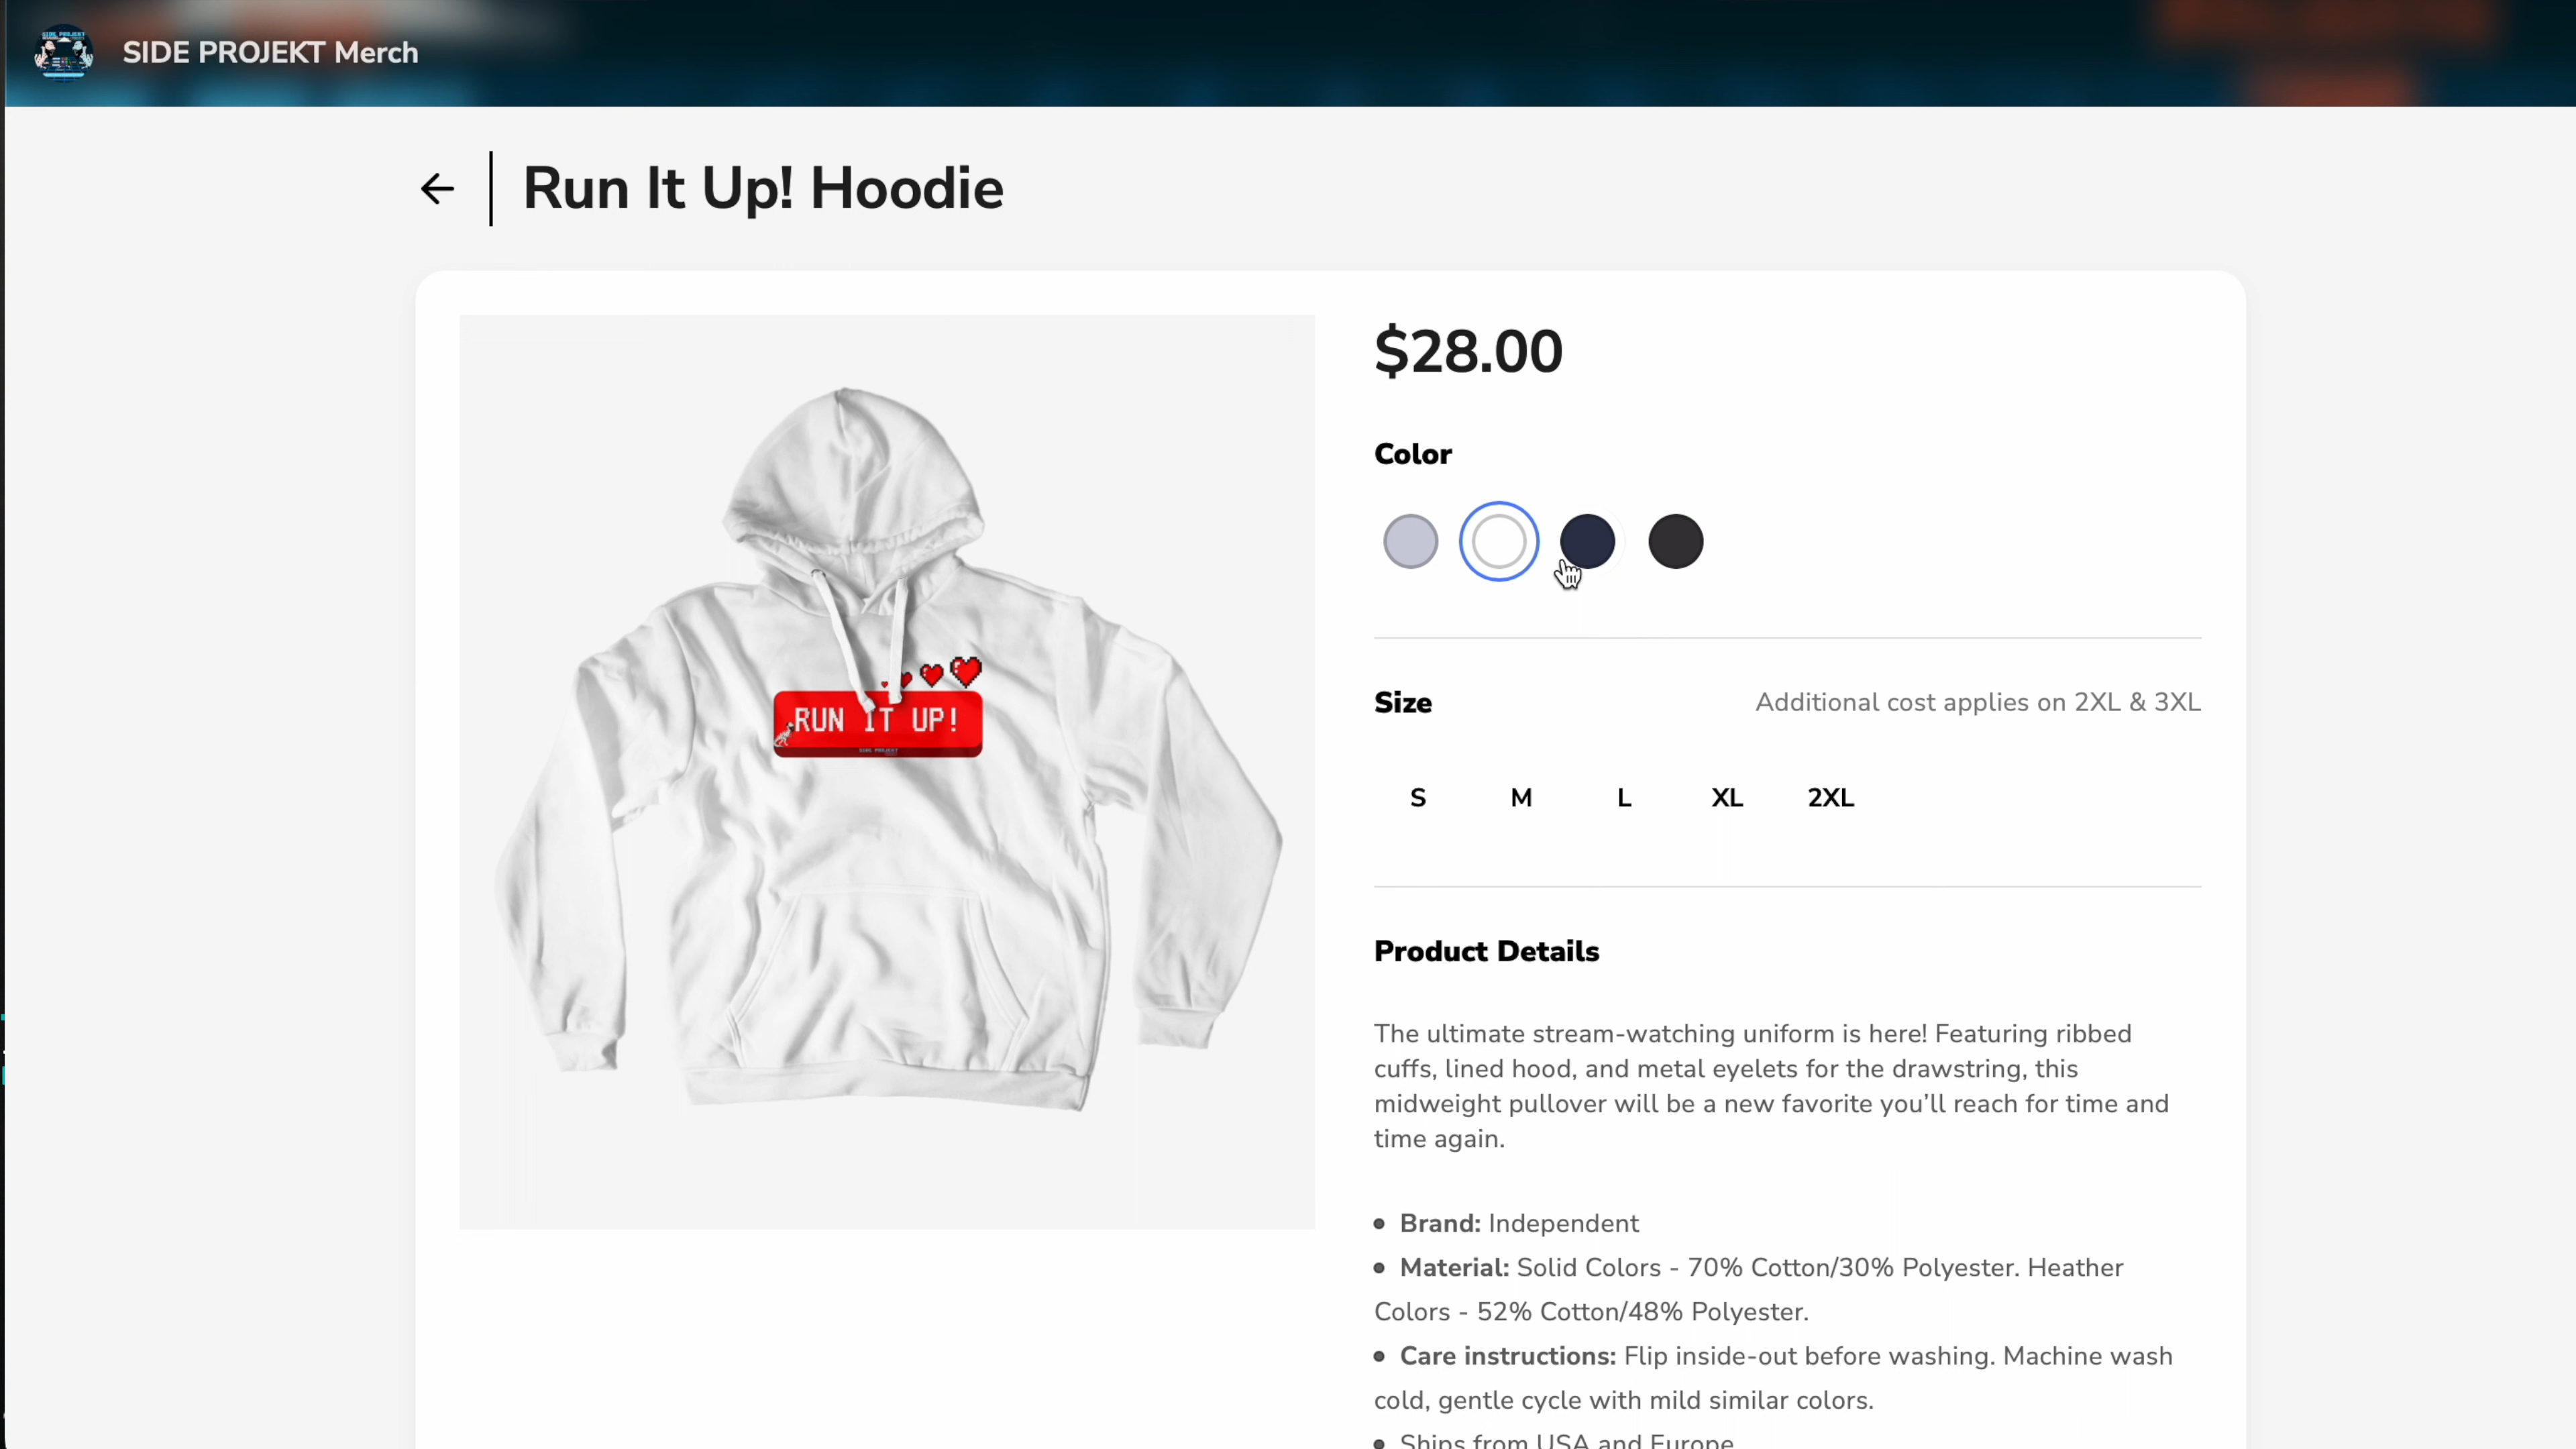 SIDE PROJEKT
SIDE PROJEKT Merch
Run It Up! Hoodie
$28.00
Color
RUN IT UP!
SIDE PROJEKT
Size
Additional cost applies on 2XL & 3XL
S M L XL 2XL
Product Details
The ultimate stream-watching uniform is here! Featuring ribbed
cuffs, lined hood, and metal eyelets for the drawstring, this
midweight pullover will be a new favorite you’ll reach for time and
time again.
• Brand: Independent
• Material: Solid Colors - 70% Cotton/30% Polyester. Heather
Colors - 52% Cotton/48% Polyester.
• Care instructions: Flip inside-out before washing. Machine wash
cold, gentle cycle with mild similar colors.
• Ships from USA and Europe